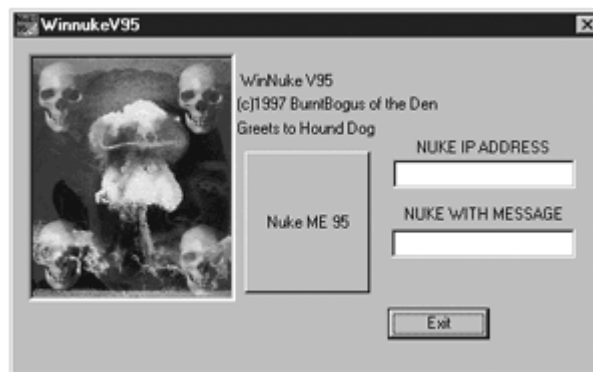 WinnukeV95
WinNuke V95
(c)1997 BurntBogus of the Den
Greets to Hound Dog
NUKE IP ADDRESS
Nuke ME 95
NUKE WITH MESSAGE
Exit